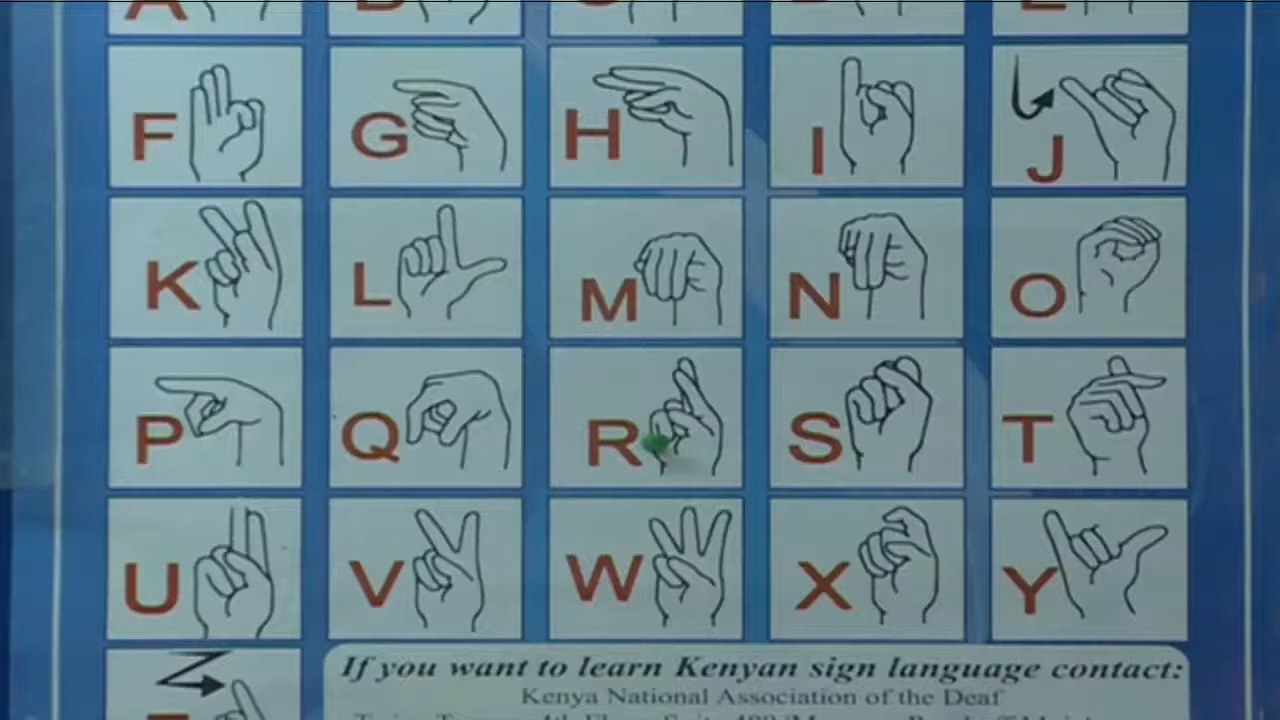 A B C D E
F G H I J
K L M N O
P Q R S T
U V W X Y
If you want to learn Kenyan sign language contact:
Kenya National Association of the Deaf